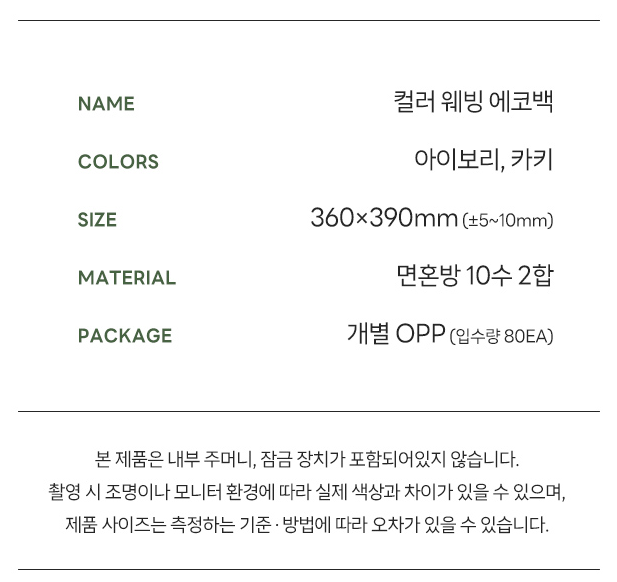 NAME 컬러 웨빙 에코백
COLORS 아이보리, 카키
SIZE 360×390mm (±5~10mm)
MATERIAL 면혼방 10수 2합
PACKAGE 개별 OPP (입수량 80EA)
본 제품은 내부 주머니, 잠금 장치가 포함되어있지 않습니다.
촬영 시 조명이나 모니터 환경에 따라 실제 색상과 차이가 있을 수 있으며,
제품 사이즈는 측정하는 기준 · 방법에 따라 오차가 있을 수 있습니다.